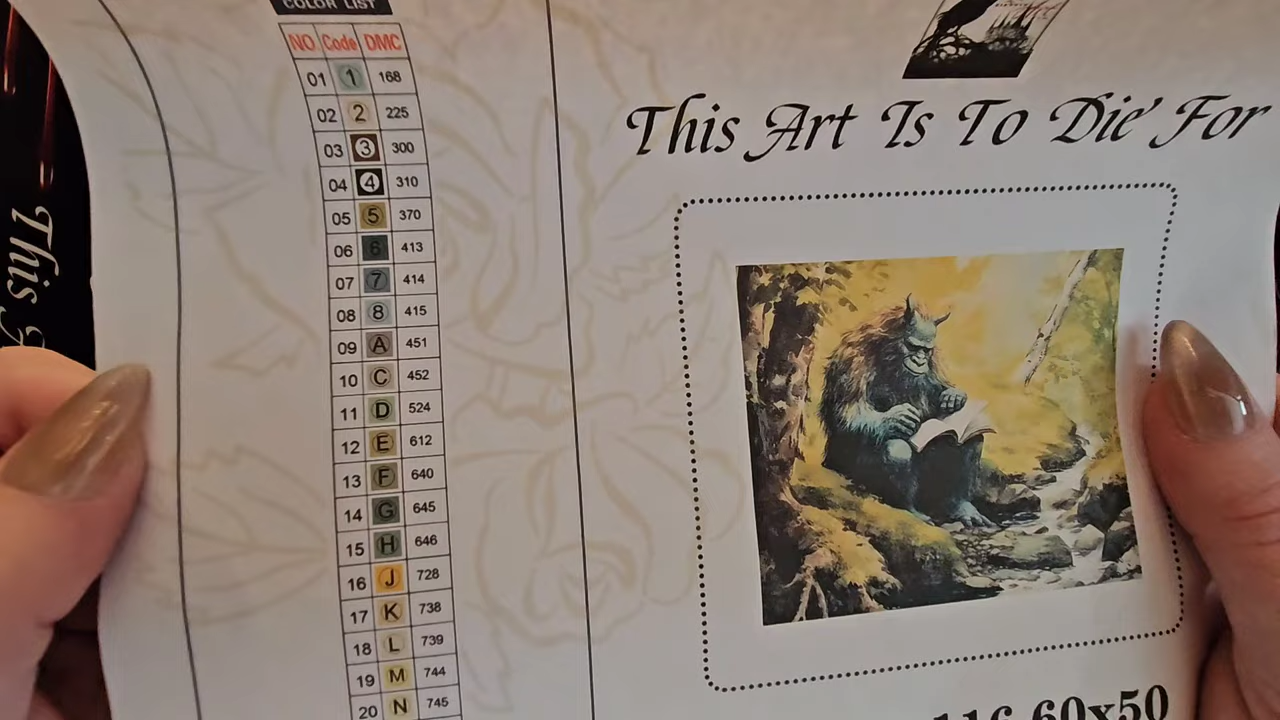 COLOR LIST
NO. Code DMC
01 1 168
02 2 225
03 3 300
04 4 310
05 5 370
06 6 413
07 7 414
08 8 415
09 A 451
10 C 452
11 D 524
12 E 612
13 F 640
14 G 645
15 H 646
16 J 728
17 K 738
18 L 739
19 M 744
20 N 745
This Art Is To Die For
60x50
This